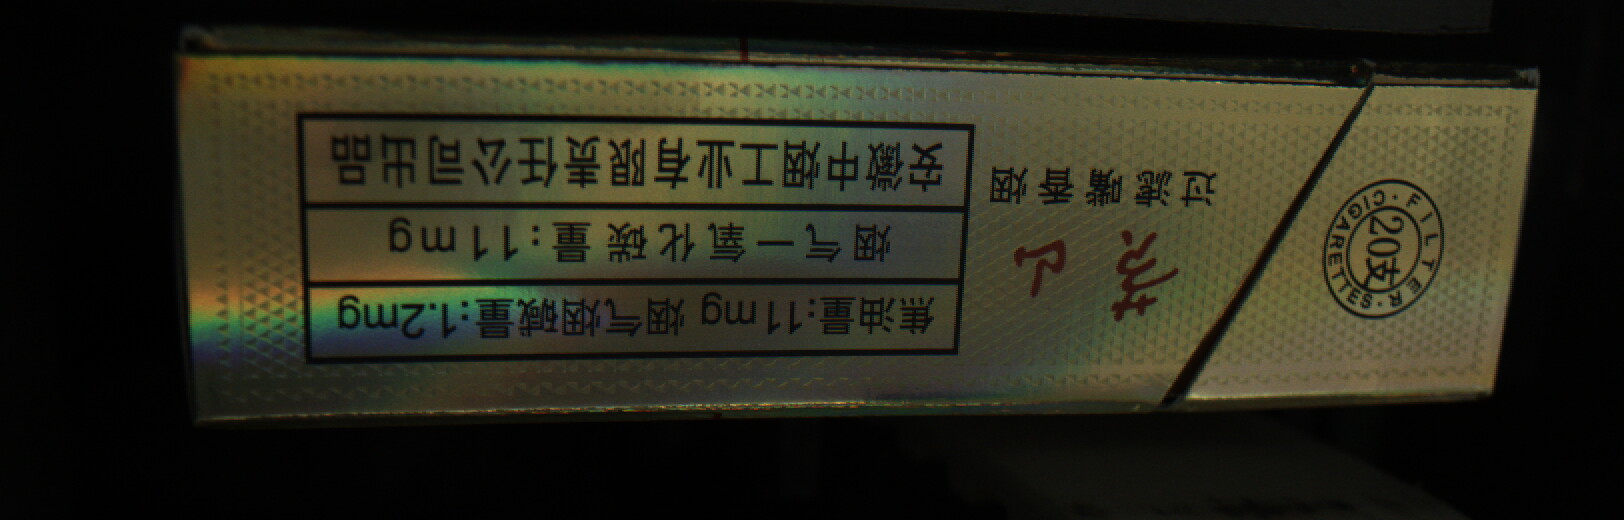 FILTER · CIGARETTES ·
20支
黄山
过滤嘴香烟
焦油量:11mg 烟气烟碱量:1.2mg
烟气一氧化碳量:11mg
安徽中烟工业有限责任公司出品